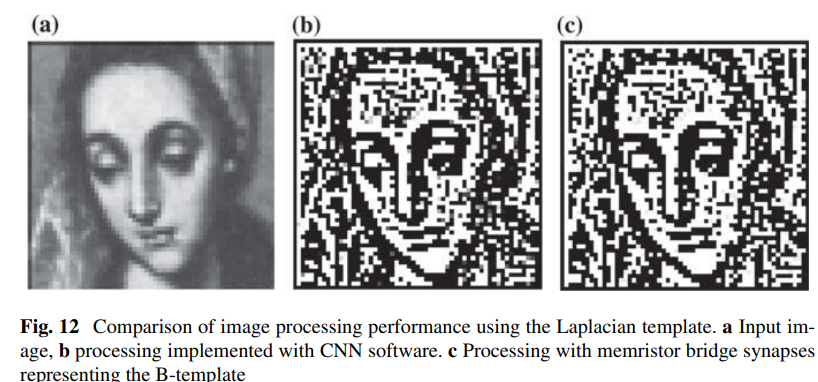 (a) (b) (c)
Fig. 12 Comparison of image processing performance using the Laplacian template. a Input im-
age, b processing implemented with CNN software. c Processing with memristor bridge synapses
representing the B-template